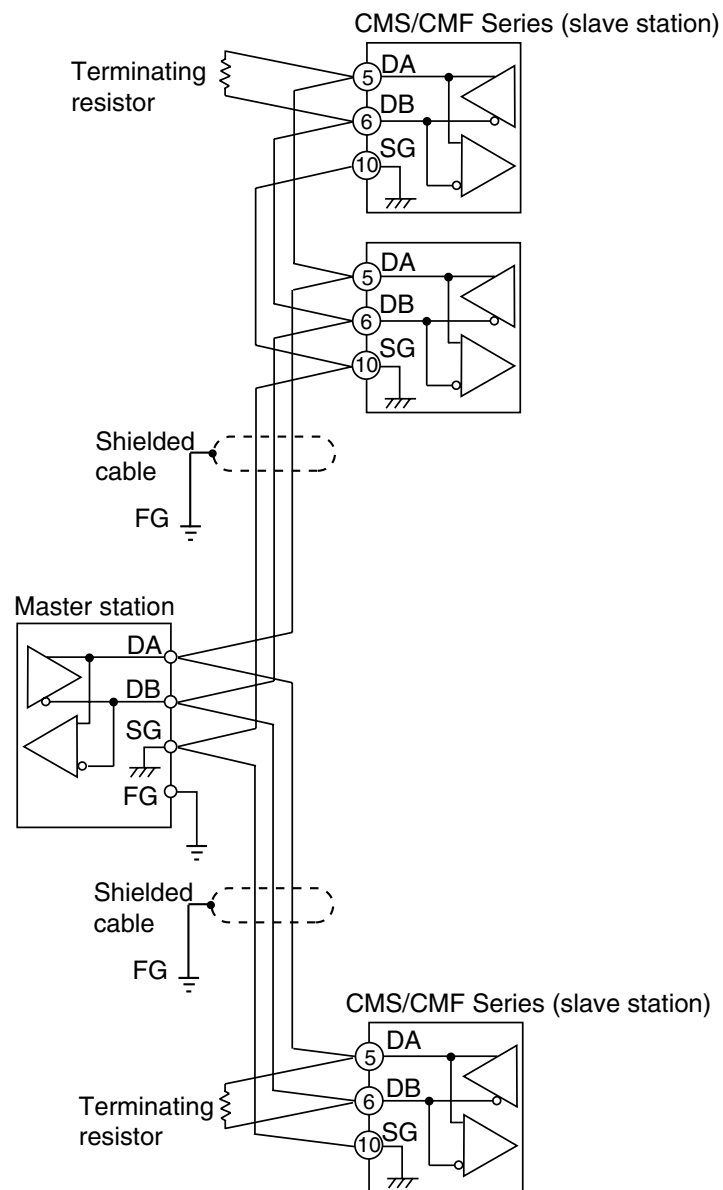 CMS/CMF Series (slave station)
Terminating
resistor
5
DA
6
DB
10
SG
5
DA
6
DB
10
SG
Shielded
cable
FG
Master station
DA
DB
SG
FG
Shielded
cable
FG
CMS/CMF Series (slave station)
5
DA
6
DB
10
SG
Terminating
resistor